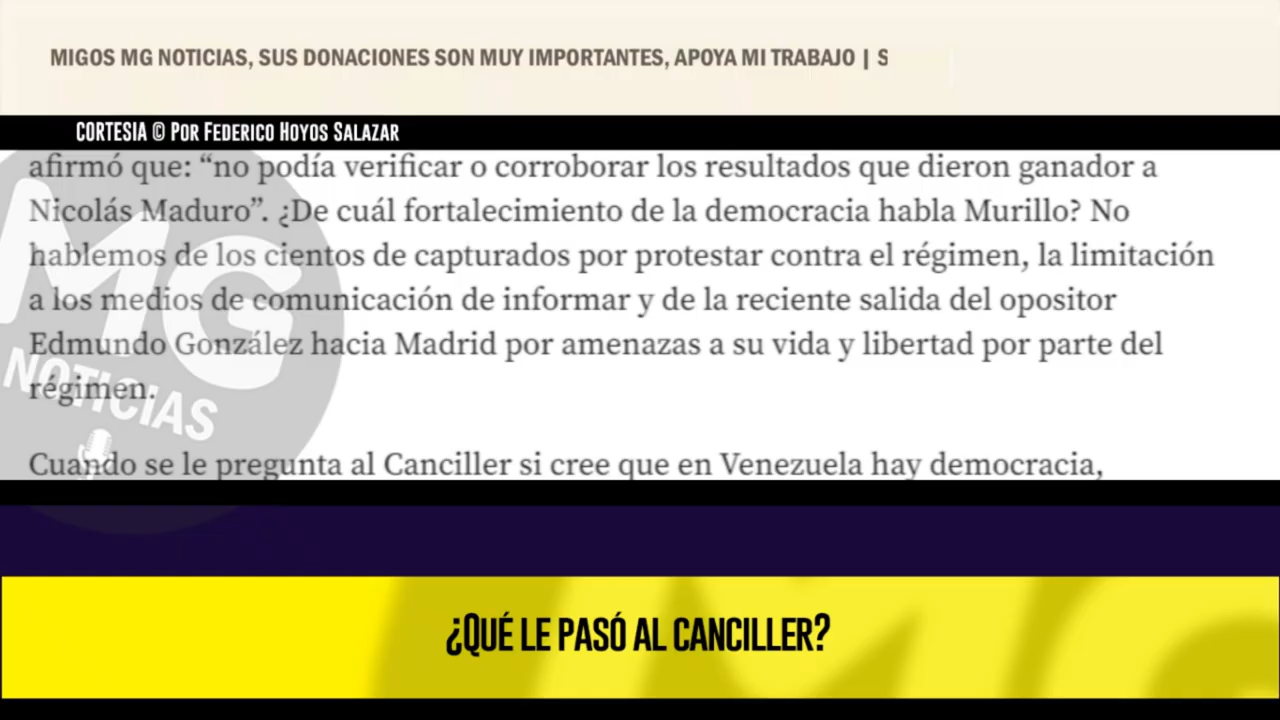 MIGOS MG NOTICIAS, SUS DONACIONES SON MUY IMPORTANTES, APOYA MI TRABAJO | S
CORTESIA © POR FEDERICO HOYOS SALAZAR
afirmó que: “no podía verificar o corroborar los resultados que dieron ganador a
Nicolás Maduro”. ¿De cuál fortalecimiento de la democracia habla Murillo? No
hablemos de los cientos de capturados por protestar contra el régimen, la limitación
a los medios de comunicación de informar y de la reciente salida del opositor
Edmundo González hacia Madrid por amenazas a su vida y libertad por parte del
régimen.
Cuando se le pregunta al Canciller si cree que en Venezuela hay democracia,
MG
NOTICIAS
¿QUÉ LE PASÓ AL CANCILLER?